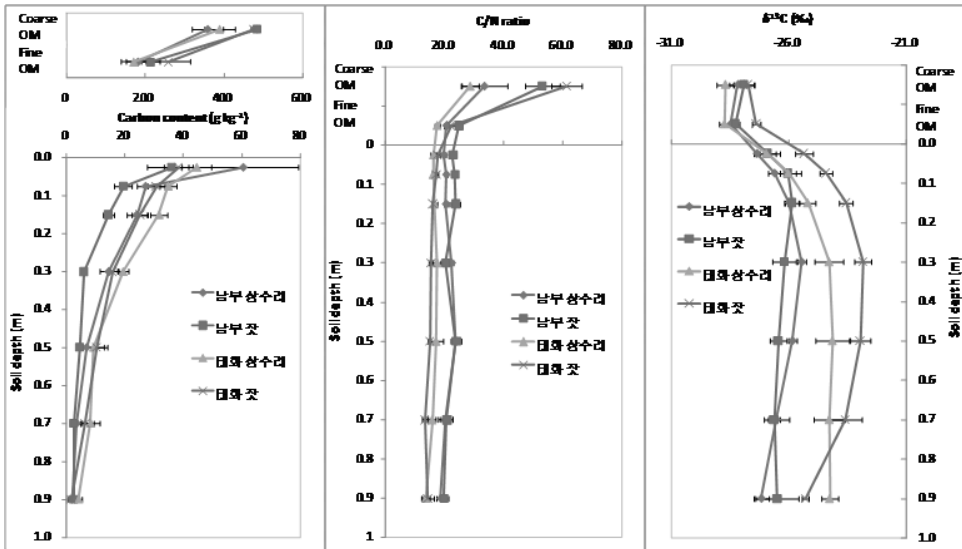 Coarse
OM
Fine
OM
0 200 400 600
Carbon content (g kg⁻¹)
0 20 40 60 80
0.0
0.1
0.2
0.3
0.4
0.5
0.6
0.7
0.8
0.9
1.0
Soil depth (m)
남부 상수리
남부 잣
태화 상수리
태화 잣
C/N ratio
0.0 20.0 40.0 60.0 80.0
Coarse
OM
Fine
OM
0
0.1
0.2
0.3
0.4
0.5
0.6
0.7
0.8
0.9
1
Soil depth (m)
남부 상수리
남부 잣
태화 상수리
태화 잣
δ¹³C (‰)
-31.0 -26.0 -21.0
Coarse
OM
Fine
OM
0.0
0.1
0.2
0.3
0.4
0.5
0.6
0.7
0.8
0.9
1.0
Soil depth (m)
남부 상수리
남부 잣
태화 상수리
태화 잣